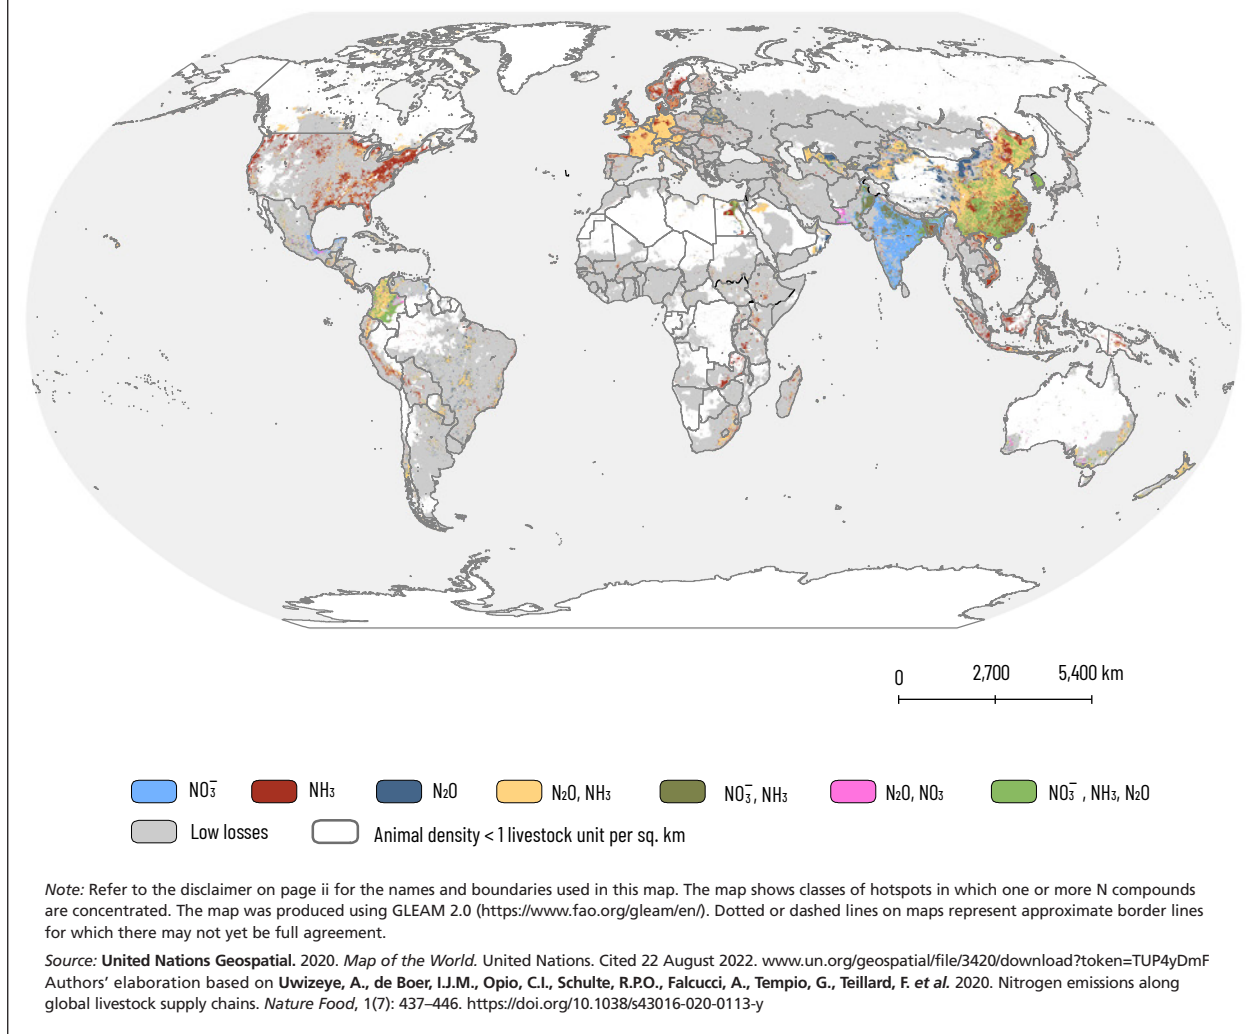 0 2,700 5,400 km
NO₃⁻ NH₃ N₂O N₂O, NH₃ NO₃⁻, NH₃ N₂O, NO₃ NO₃⁻, NH₃, N₂O
Low losses Animal density < 1 livestock unit per sq. km
Note: Refer to the disclaimer on page ii for the names and boundaries used in this map. The map shows classes of hotspots in which one or more N compounds
are concentrated. The map was produced using GLEAM 2.0 (https://www.fao.org/gleam/en/). Dotted or dashed lines on maps represent approximate border lines
for which there may not yet be full agreement.
Source: United Nations Geospatial. 2020. Map of the World. United Nations. Cited 22 August 2022. www.un.org/geospatial/file/3420/download?token=TUP4yDmF
Authors’ elaboration based on Uwizeye, A., de Boer, I.J.M., Opio, C.I., Schulte, R.P.O., Falcucci, A., Tempio, G., Teillard, F. et al. 2020. Nitrogen emissions along
global livestock supply chains. Nature Food, 1(7): 437–446. https://doi.org/10.1038/s43016-020-0113-y